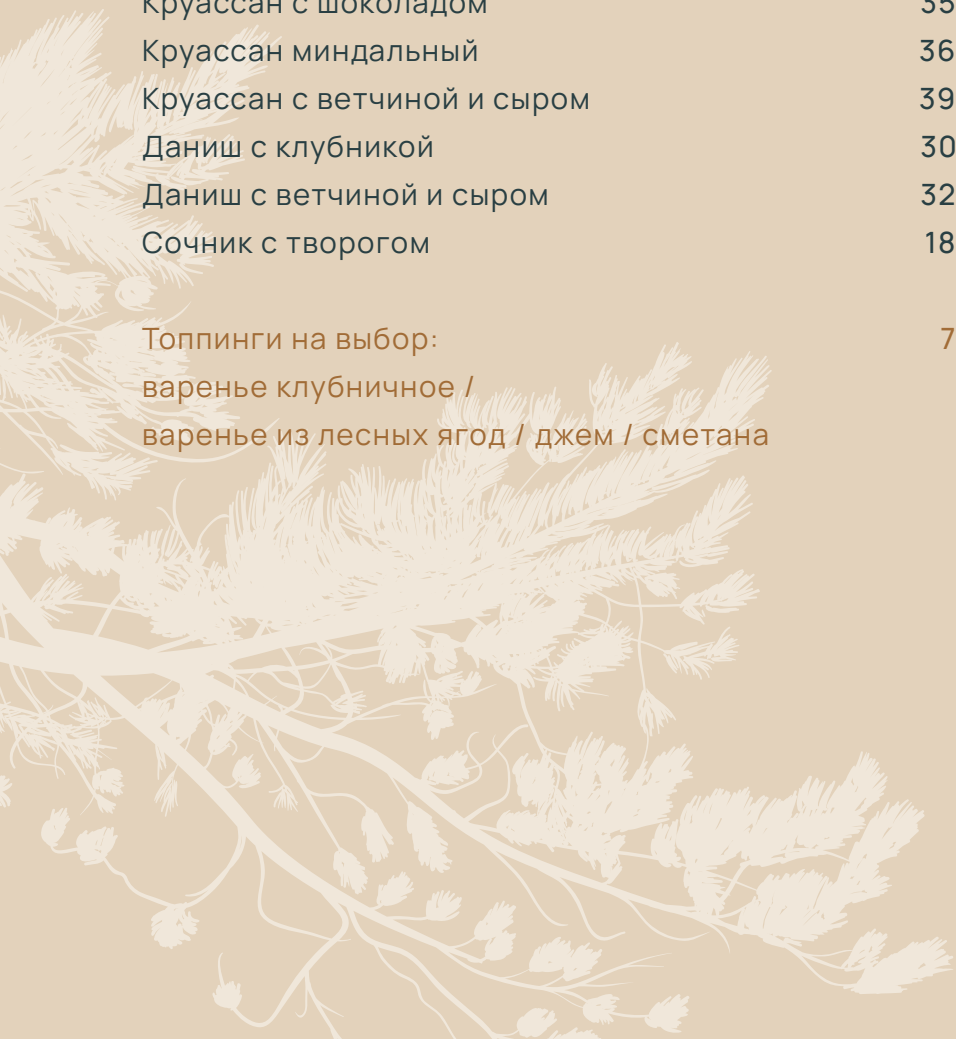 Круассан с шоколадом 35
Круассан миндальный 36
Круассан с ветчиной и сыром 39
Даниш с клубникой 30
Даниш с ветчиной и сыром 32
Сочник с творогом 18
Топпинги на выбор: 7
варенье клубничное /
варенье из лесных ягод / джем / сметана